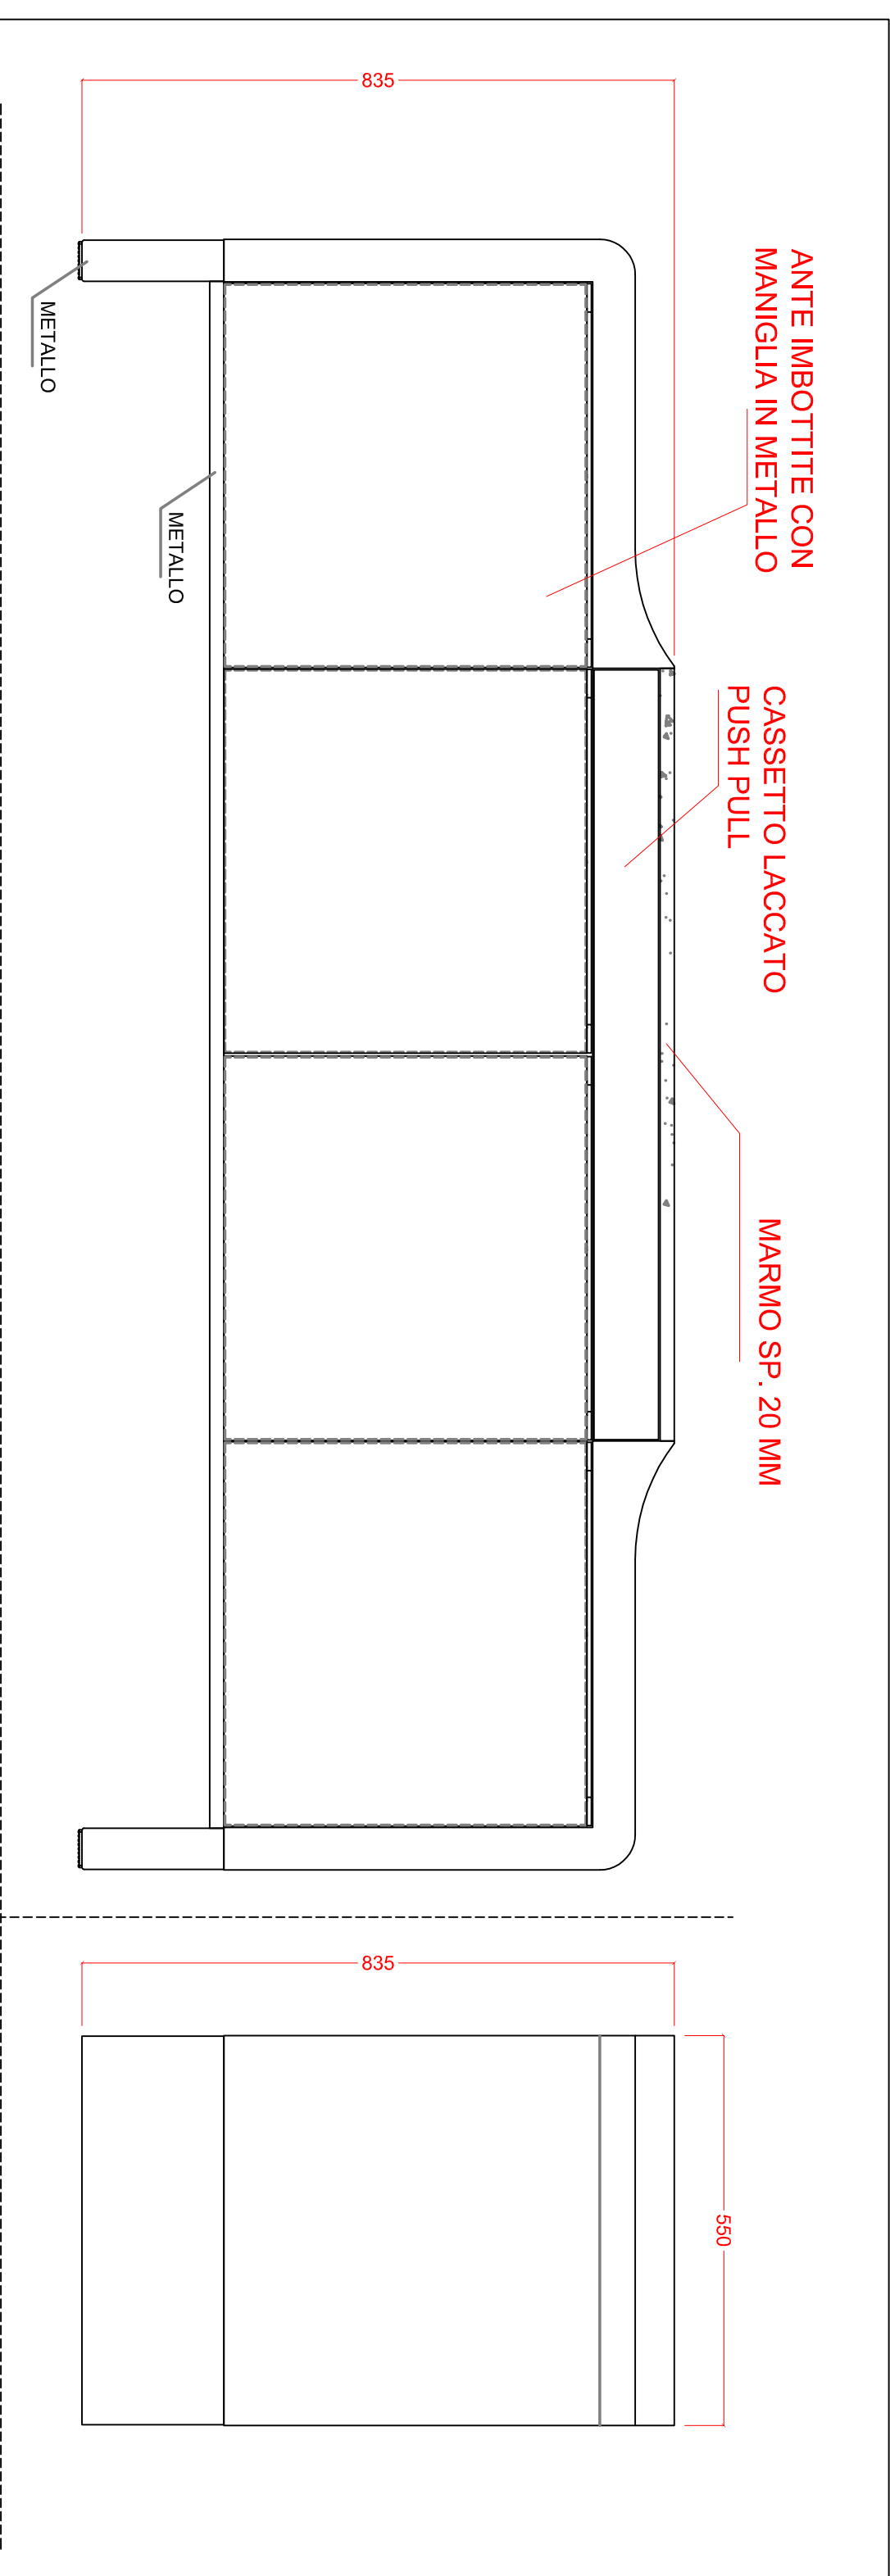 835
ANTE IMBOTTITE CON
MANIGLIA IN METALLO
CASSETTO LACCATO
PUSH PULL
MARMO SP. 20 MM
METALLO
METALLO
835
550